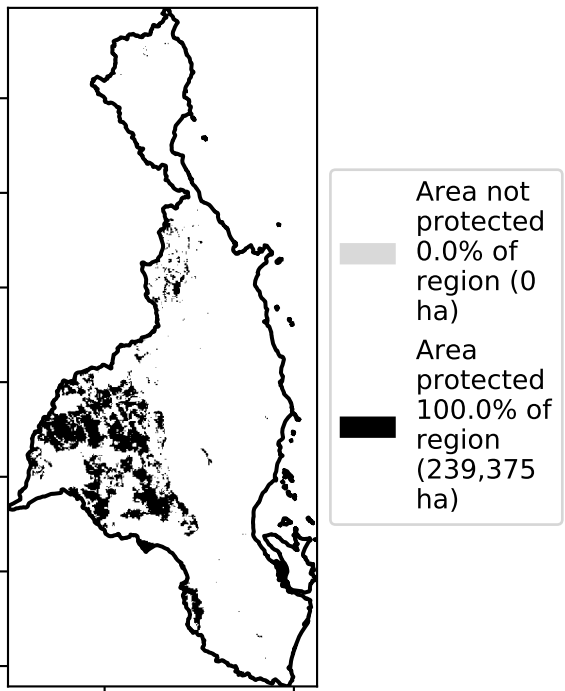 Area not
protected
0.0% of
region (0
ha)
Area
protected
100.0% of
region
(239,375
ha)